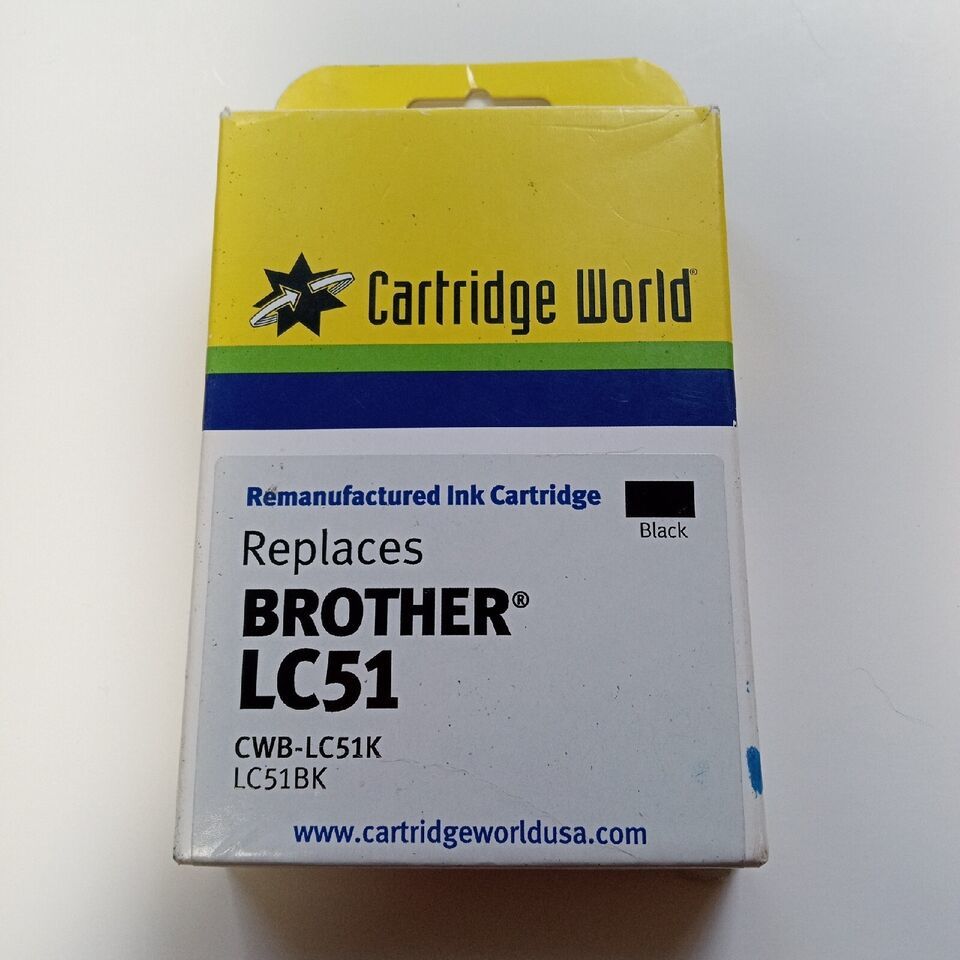 Cartridge World®
Remanufactured Ink Cartridge
Black
Replaces
BROTHER®
LC51
CWB-LC51K
LC51BK
www.cartridgeworldusa.com